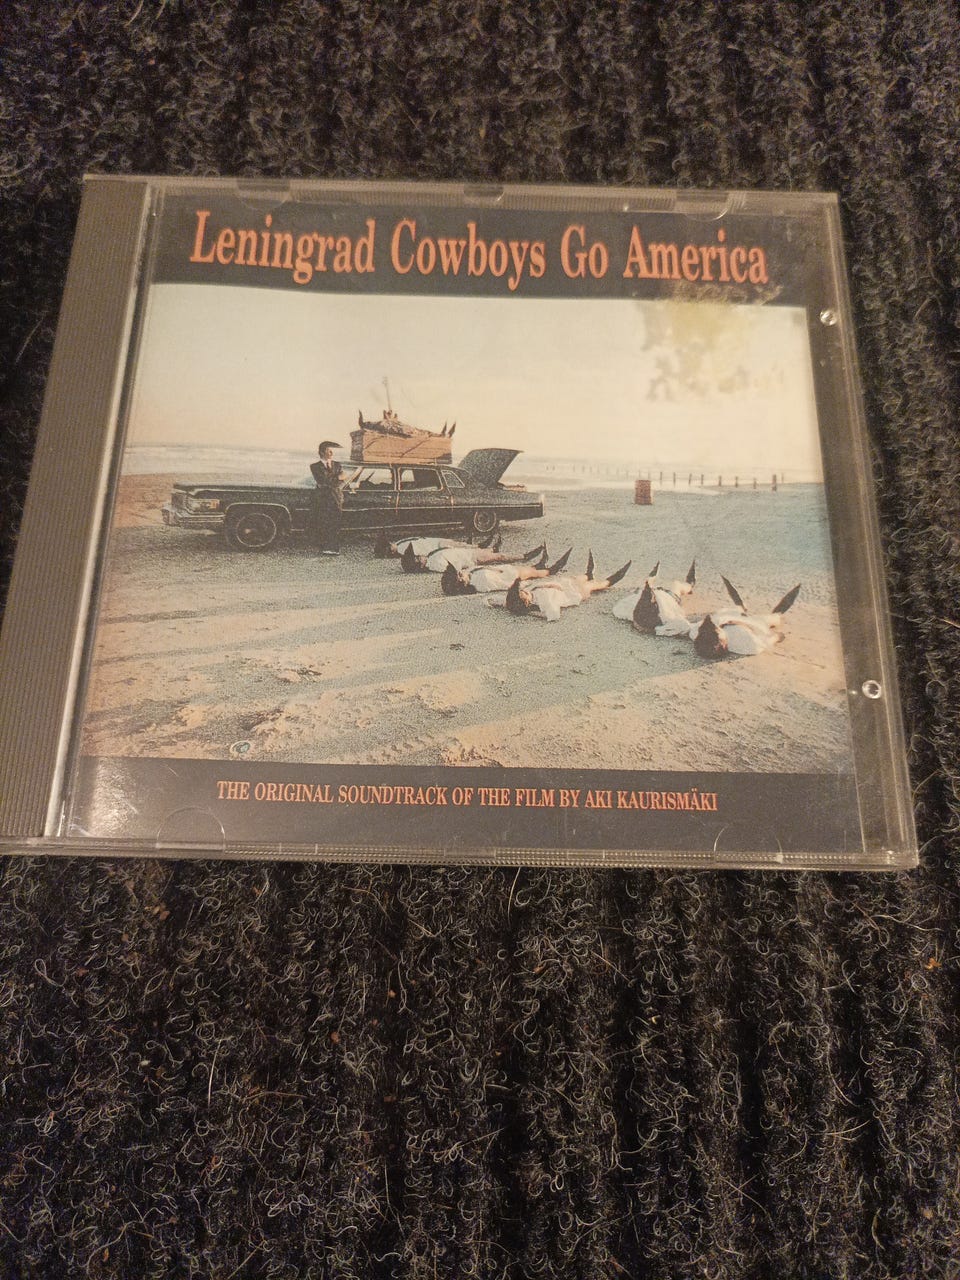 Leningrad Cowboys Go America
THE ORIGINAL SOUNDTRACK OF THE FILM BY AKI KAURISMÄKI